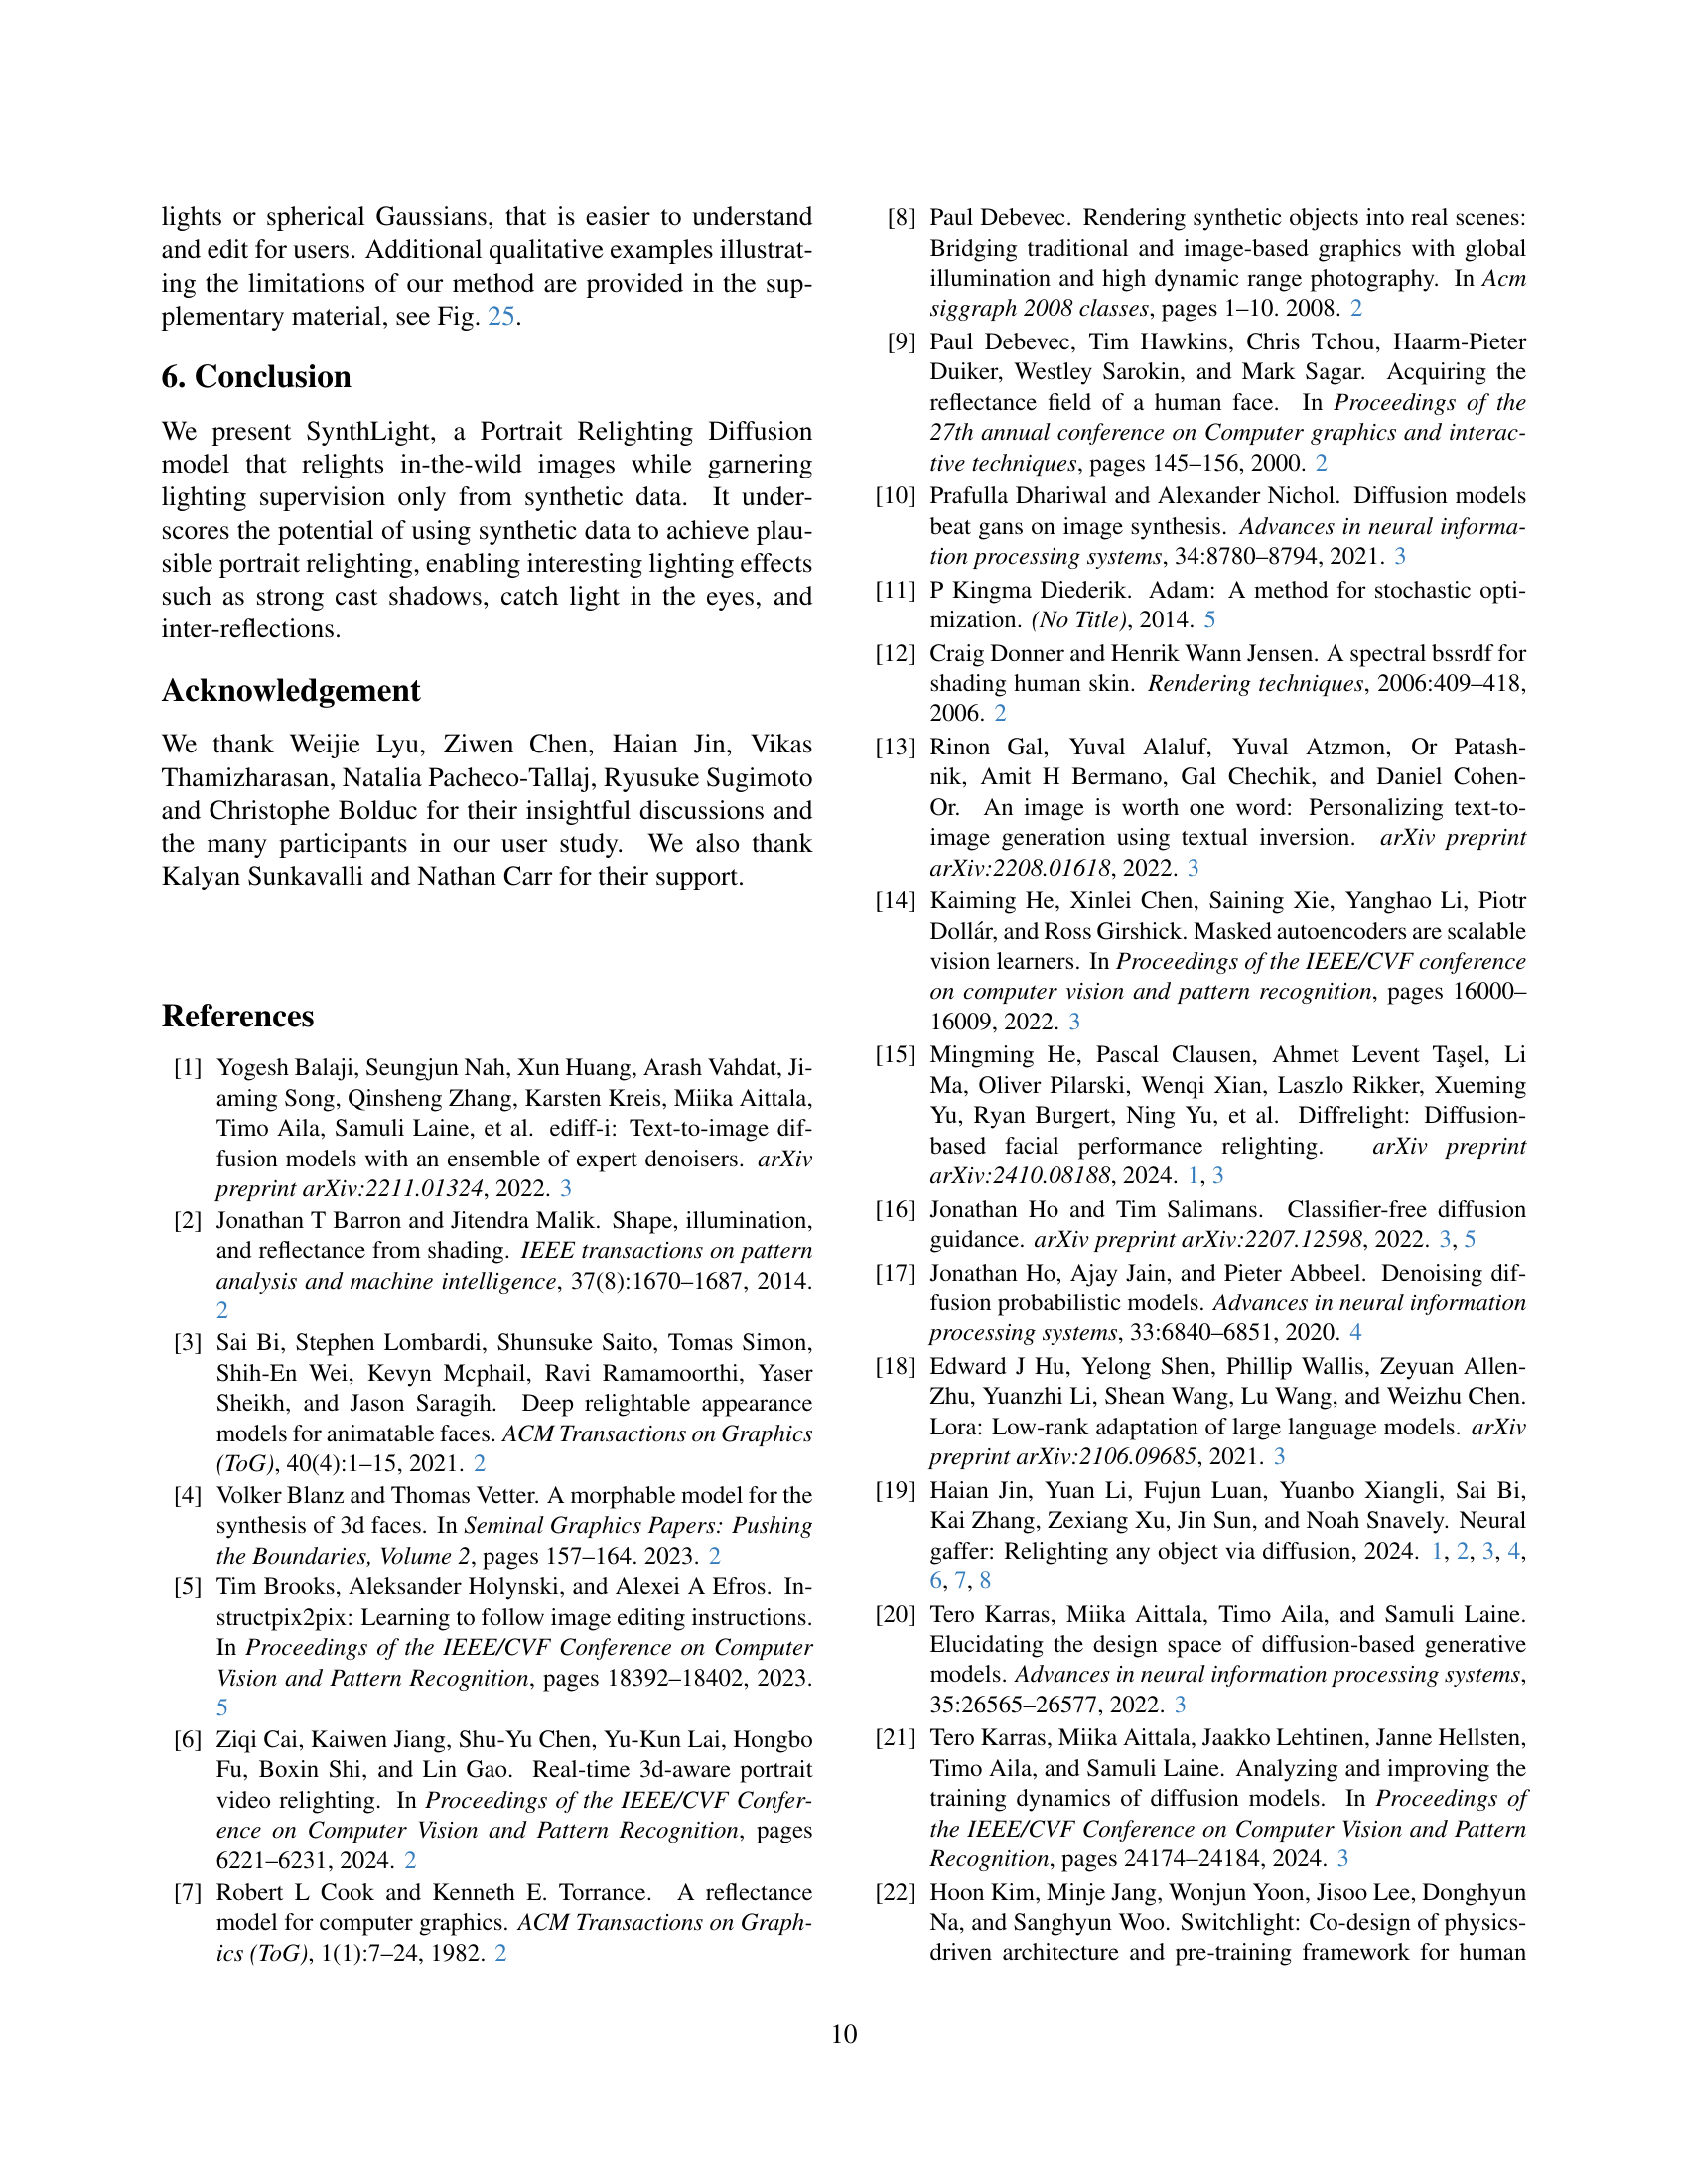 lights or spherical Gaussians, that is easier to understand
and edit for users. Additional qualitative examples illustrat-
ing the limitations of our method are provided in the sup-
plementary material, see Fig. 25.
6. Conclusion
We present SynthLight, a Portrait Relighting Diffusion
model that relights in-the-wild images while garnering
lighting supervision only from synthetic data. It under-
scores the potential of using synthetic data to achieve plau-
sible portrait relighting, enabling interesting lighting effects
such as strong cast shadows, catch light in the eyes, and
inter-reflections.
Acknowledgement
We thank Weijie Lyu, Ziwen Chen, Haian Jin, Vikas
Thamizharasan, Natalia Pacheco-Tallaj, Ryusuke Sugimoto
and Christophe Bolduc for their insightful discussions and
the many participants in our user study. We also thank
Kalyan Sunkavalli and Nathan Carr for their support.
References
[1] Yogesh Balaji, Seungjun Nah, Xun Huang, Arash Vahdat, Ji-
aming Song, Qinsheng Zhang, Karsten Kreis, Miika Aittala,
Timo Aila, Samuli Laine, et al. ediff-i: Text-to-image dif-
fusion models with an ensemble of expert denoisers. arXiv
preprint arXiv:2211.01324, 2022. 3
[2] Jonathan T Barron and Jitendra Malik. Shape, illumination,
and reflectance from shading. IEEE transactions on pattern
analysis and machine intelligence, 37(8):1670–1687, 2014.
2
[3] Sai Bi, Stephen Lombardi, Shunsuke Saito, Tomas Simon,
Shih-En Wei, Kevyn Mcphail, Ravi Ramamoorthi, Yaser
Sheikh, and Jason Saragih. Deep relightable appearance
models for animatable faces. ACM Transactions on Graphics
(ToG), 40(4):1–15, 2021. 2
[4] Volker Blanz and Thomas Vetter. A morphable model for the
synthesis of 3d faces. In Seminal Graphics Papers: Pushing
the Boundaries, Volume 2, pages 157–164. 2023. 2
[5] Tim Brooks, Aleksander Holynski, and Alexei A Efros. In-
structpix2pix: Learning to follow image editing instructions.
In Proceedings of the IEEE/CVF Conference on Computer
Vision and Pattern Recognition, pages 18392–18402, 2023.
5
[6] Ziqi Cai, Kaiwen Jiang, Shu-Yu Chen, Yu-Kun Lai, Hongbo
Fu, Boxin Shi, and Lin Gao. Real-time 3d-aware portrait
video relighting. In Proceedings of the IEEE/CVF Confer-
ence on Computer Vision and Pattern Recognition, pages
6221–6231, 2024. 2
[7] Robert L Cook and Kenneth E. Torrance. A reflectance
model for computer graphics. ACM Transactions on Graph-
ics (ToG), 1(1):7–24, 1982. 2
[8] Paul Debevec. Rendering synthetic objects into real scenes:
Bridging traditional and image-based graphics with global
illumination and high dynamic range photography. In Acm
siggraph 2008 classes, pages 1–10. 2008. 2
[9] Paul Debevec, Tim Hawkins, Chris Tchou, Haarm-Pieter
Duiker, Westley Sarokin, and Mark Sagar. Acquiring the
reflectance field of a human face. In Proceedings of the
27th annual conference on Computer graphics and interac-
tive techniques, pages 145–156, 2000. 2
[10] Prafulla Dhariwal and Alexander Nichol. Diffusion models
beat gans on image synthesis. Advances in neural informa-
tion processing systems, 34:8780–8794, 2021. 3
[11] P Kingma Diederik. Adam: A method for stochastic opti-
mization. (No Title), 2014. 5
[12] Craig Donner and Henrik Wann Jensen. A spectral bssrdf for
shading human skin. Rendering techniques, 2006:409–418,
2006. 2
[13] Rinon Gal, Yuval Alaluf, Yuval Atzmon, Or Patash-
nik, Amit H Bermano, Gal Chechik, and Daniel Cohen-
Or. An image is worth one word: Personalizing text-to-
image generation using textual inversion. arXiv preprint
arXiv:2208.01618, 2022. 3
[14] Kaiming He, Xinlei Chen, Saining Xie, Yanghao Li, Piotr
Dollár, and Ross Girshick. Masked autoencoders are scalable
vision learners. In Proceedings of the IEEE/CVF conference
on computer vision and pattern recognition, pages 16000–
16009, 2022. 3
[15] Mingming He, Pascal Clausen, Ahmet Levent Taşel, Li
Ma, Oliver Pilarski, Wenqi Xian, Laszlo Rikker, Xueming
Yu, Ryan Burgert, Ning Yu, et al. Diffrelight: Diffusion-
based facial performance relighting. arXiv preprint
arXiv:2410.08188, 2024. 1, 3
[16] Jonathan Ho and Tim Salimans. Classifier-free diffusion
guidance. arXiv preprint arXiv:2207.12598, 2022. 3, 5
[17] Jonathan Ho, Ajay Jain, and Pieter Abbeel. Denoising dif-
fusion probabilistic models. Advances in neural information
processing systems, 33:6840–6851, 2020. 4
[18] Edward J Hu, Yelong Shen, Phillip Wallis, Zeyuan Allen-
Zhu, Yuanzhi Li, Shean Wang, Lu Wang, and Weizhu Chen.
Lora: Low-rank adaptation of large language models. arXiv
preprint arXiv:2106.09685, 2021. 3
[19] Haian Jin, Yuan Li, Fujun Luan, Yuanbo Xiangli, Sai Bi,
Kai Zhang, Zexiang Xu, Jin Sun, and Noah Snavely. Neural
gaffer: Relighting any object via diffusion, 2024. 1, 2, 3, 4,
6, 7, 8
[20] Tero Karras, Miika Aittala, Timo Aila, and Samuli Laine.
Elucidating the design space of diffusion-based generative
models. Advances in neural information processing systems,
35:26565–26577, 2022. 3
[21] Tero Karras, Miika Aittala, Jaakko Lehtinen, Janne Hellsten,
Timo Aila, and Samuli Laine. Analyzing and improving the
training dynamics of diffusion models. In Proceedings of
the IEEE/CVF Conference on Computer Vision and Pattern
Recognition, pages 24174–24184, 2024. 3
[22] Hoon Kim, Minje Jang, Wonjun Yoon, Jisoo Lee, Donghyun
Na, and Sanghyun Woo. Switchlight: Co-design of physics-
driven architecture and pre-training framework for human
10